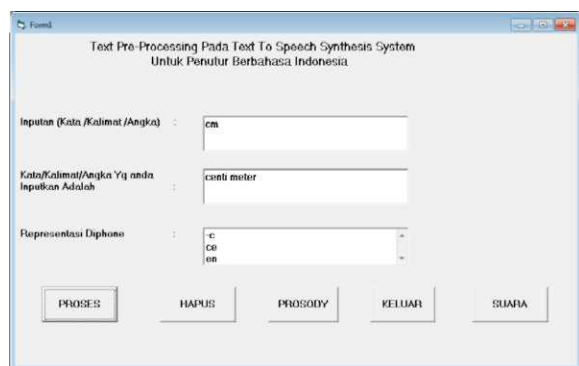 Form1
Text Pre-Processing Pada Text To Speech Synthesis System
Untuk Penutur Berbahasa Indonesia
Inputan (Kata /Kalimat /Angka) :
cm
Kata/Kalimat/Angka Yg anda
Inputkan Adalah :
centi meter
Representasi Diphone :
-c
ce
en
PROSES HAPUS PROSODY KELUAR SUARA